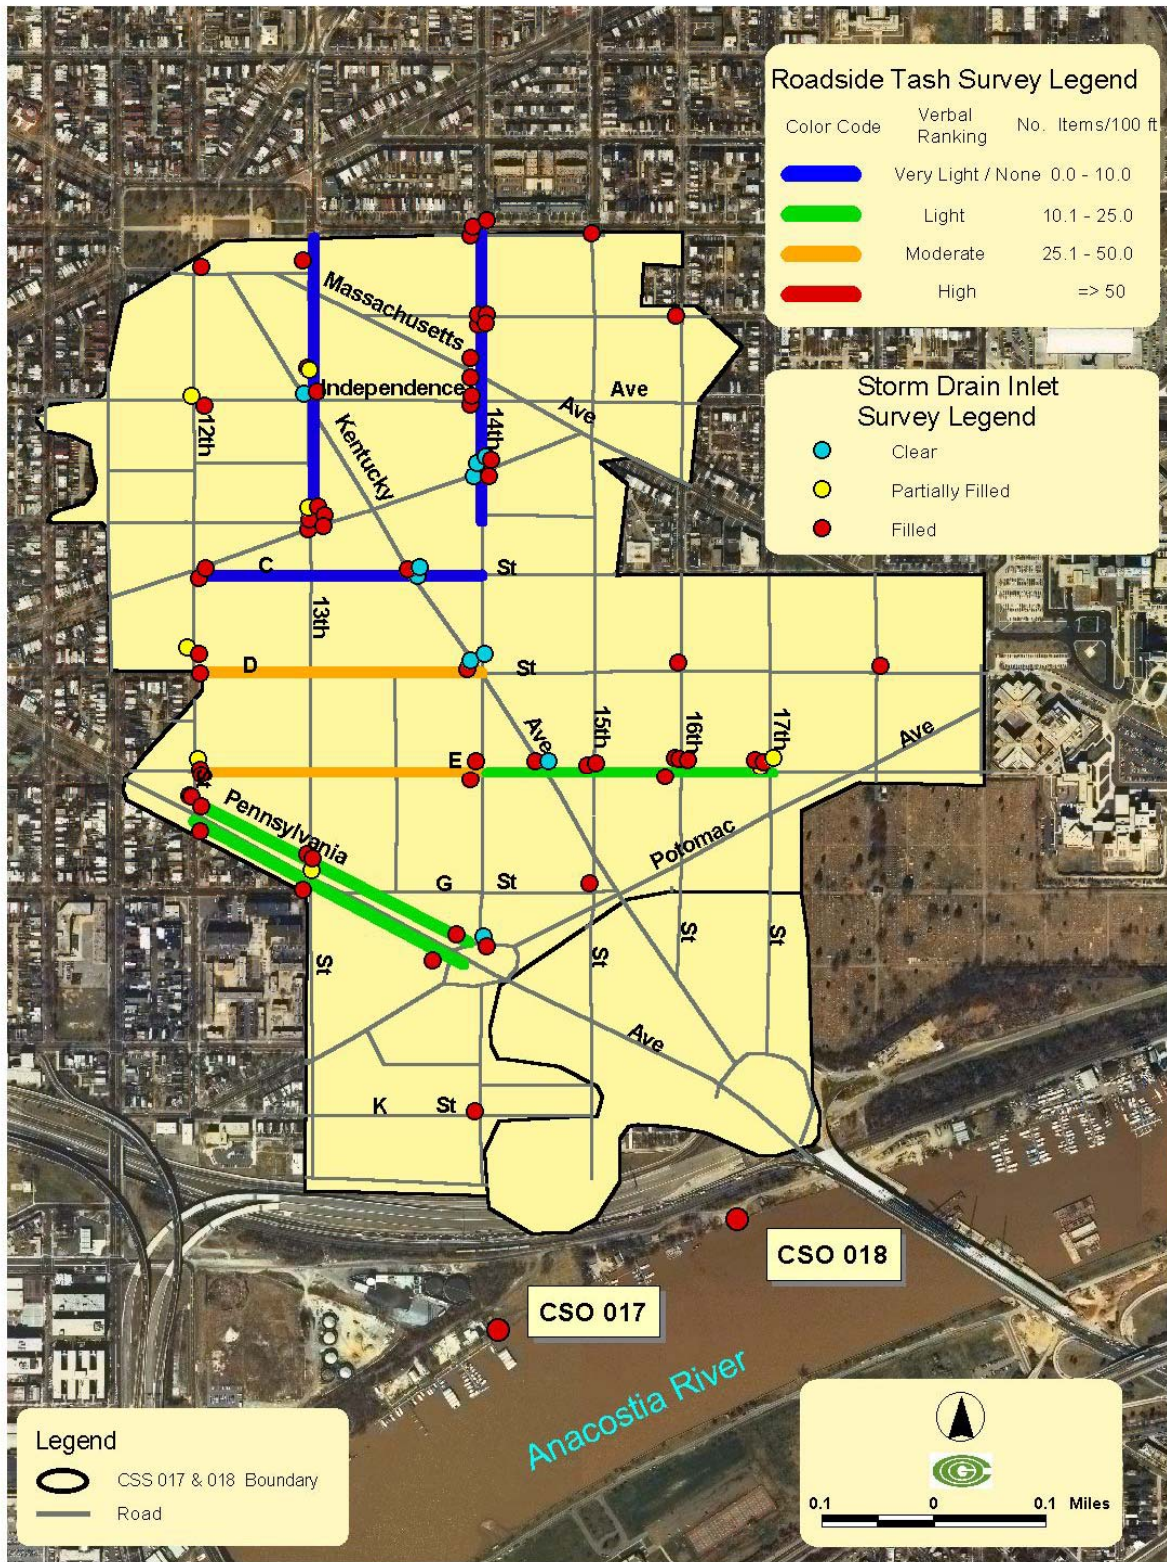 Roadside Tash Survey Legend
Color Code Verbal Ranking No. Items/100 ft
Very Light / None 0.0 - 10.0
Light 10.1 - 25.0
Moderate 25.1 - 50.0
High => 50
Storm Drain Inlet
Survey Legend
Clear
Partially Filled
Filled
Massachusetts
Ave
Independence
Ave
12th
St
Kentucky
Ave
14th
C St
13th
St
D St
15th
St
16th
St
17th
St
E
Potomac
Ave
Pennsylvania
Ave
G St
K St
CSO 018
CSO 017
Anacostia River
Legend
CSS 017 & 018 Boundary
Road
COG
0.1 0 0.1 Miles